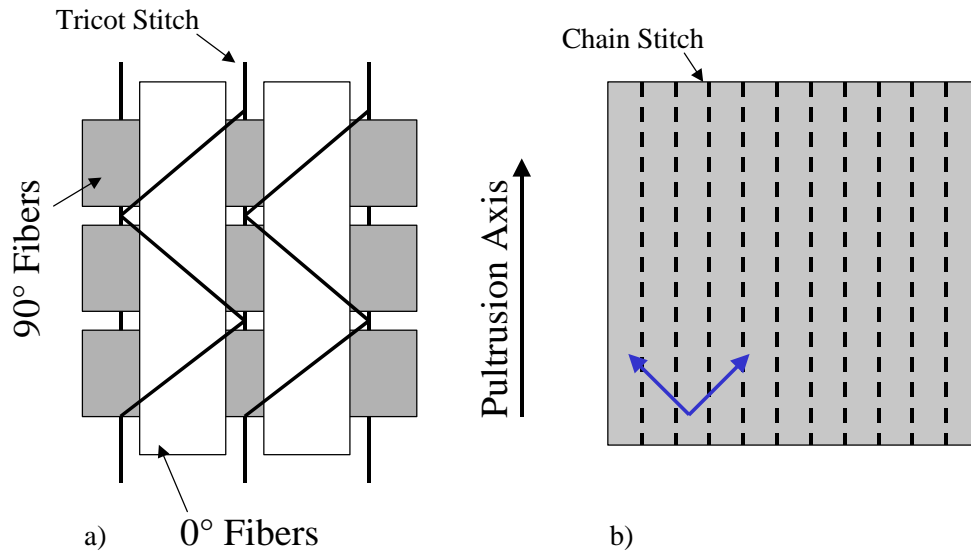 Tricot Stitch
90° Fibers
0° Fibers
a)
Chain Stitch
Pultrusion Axis
b)